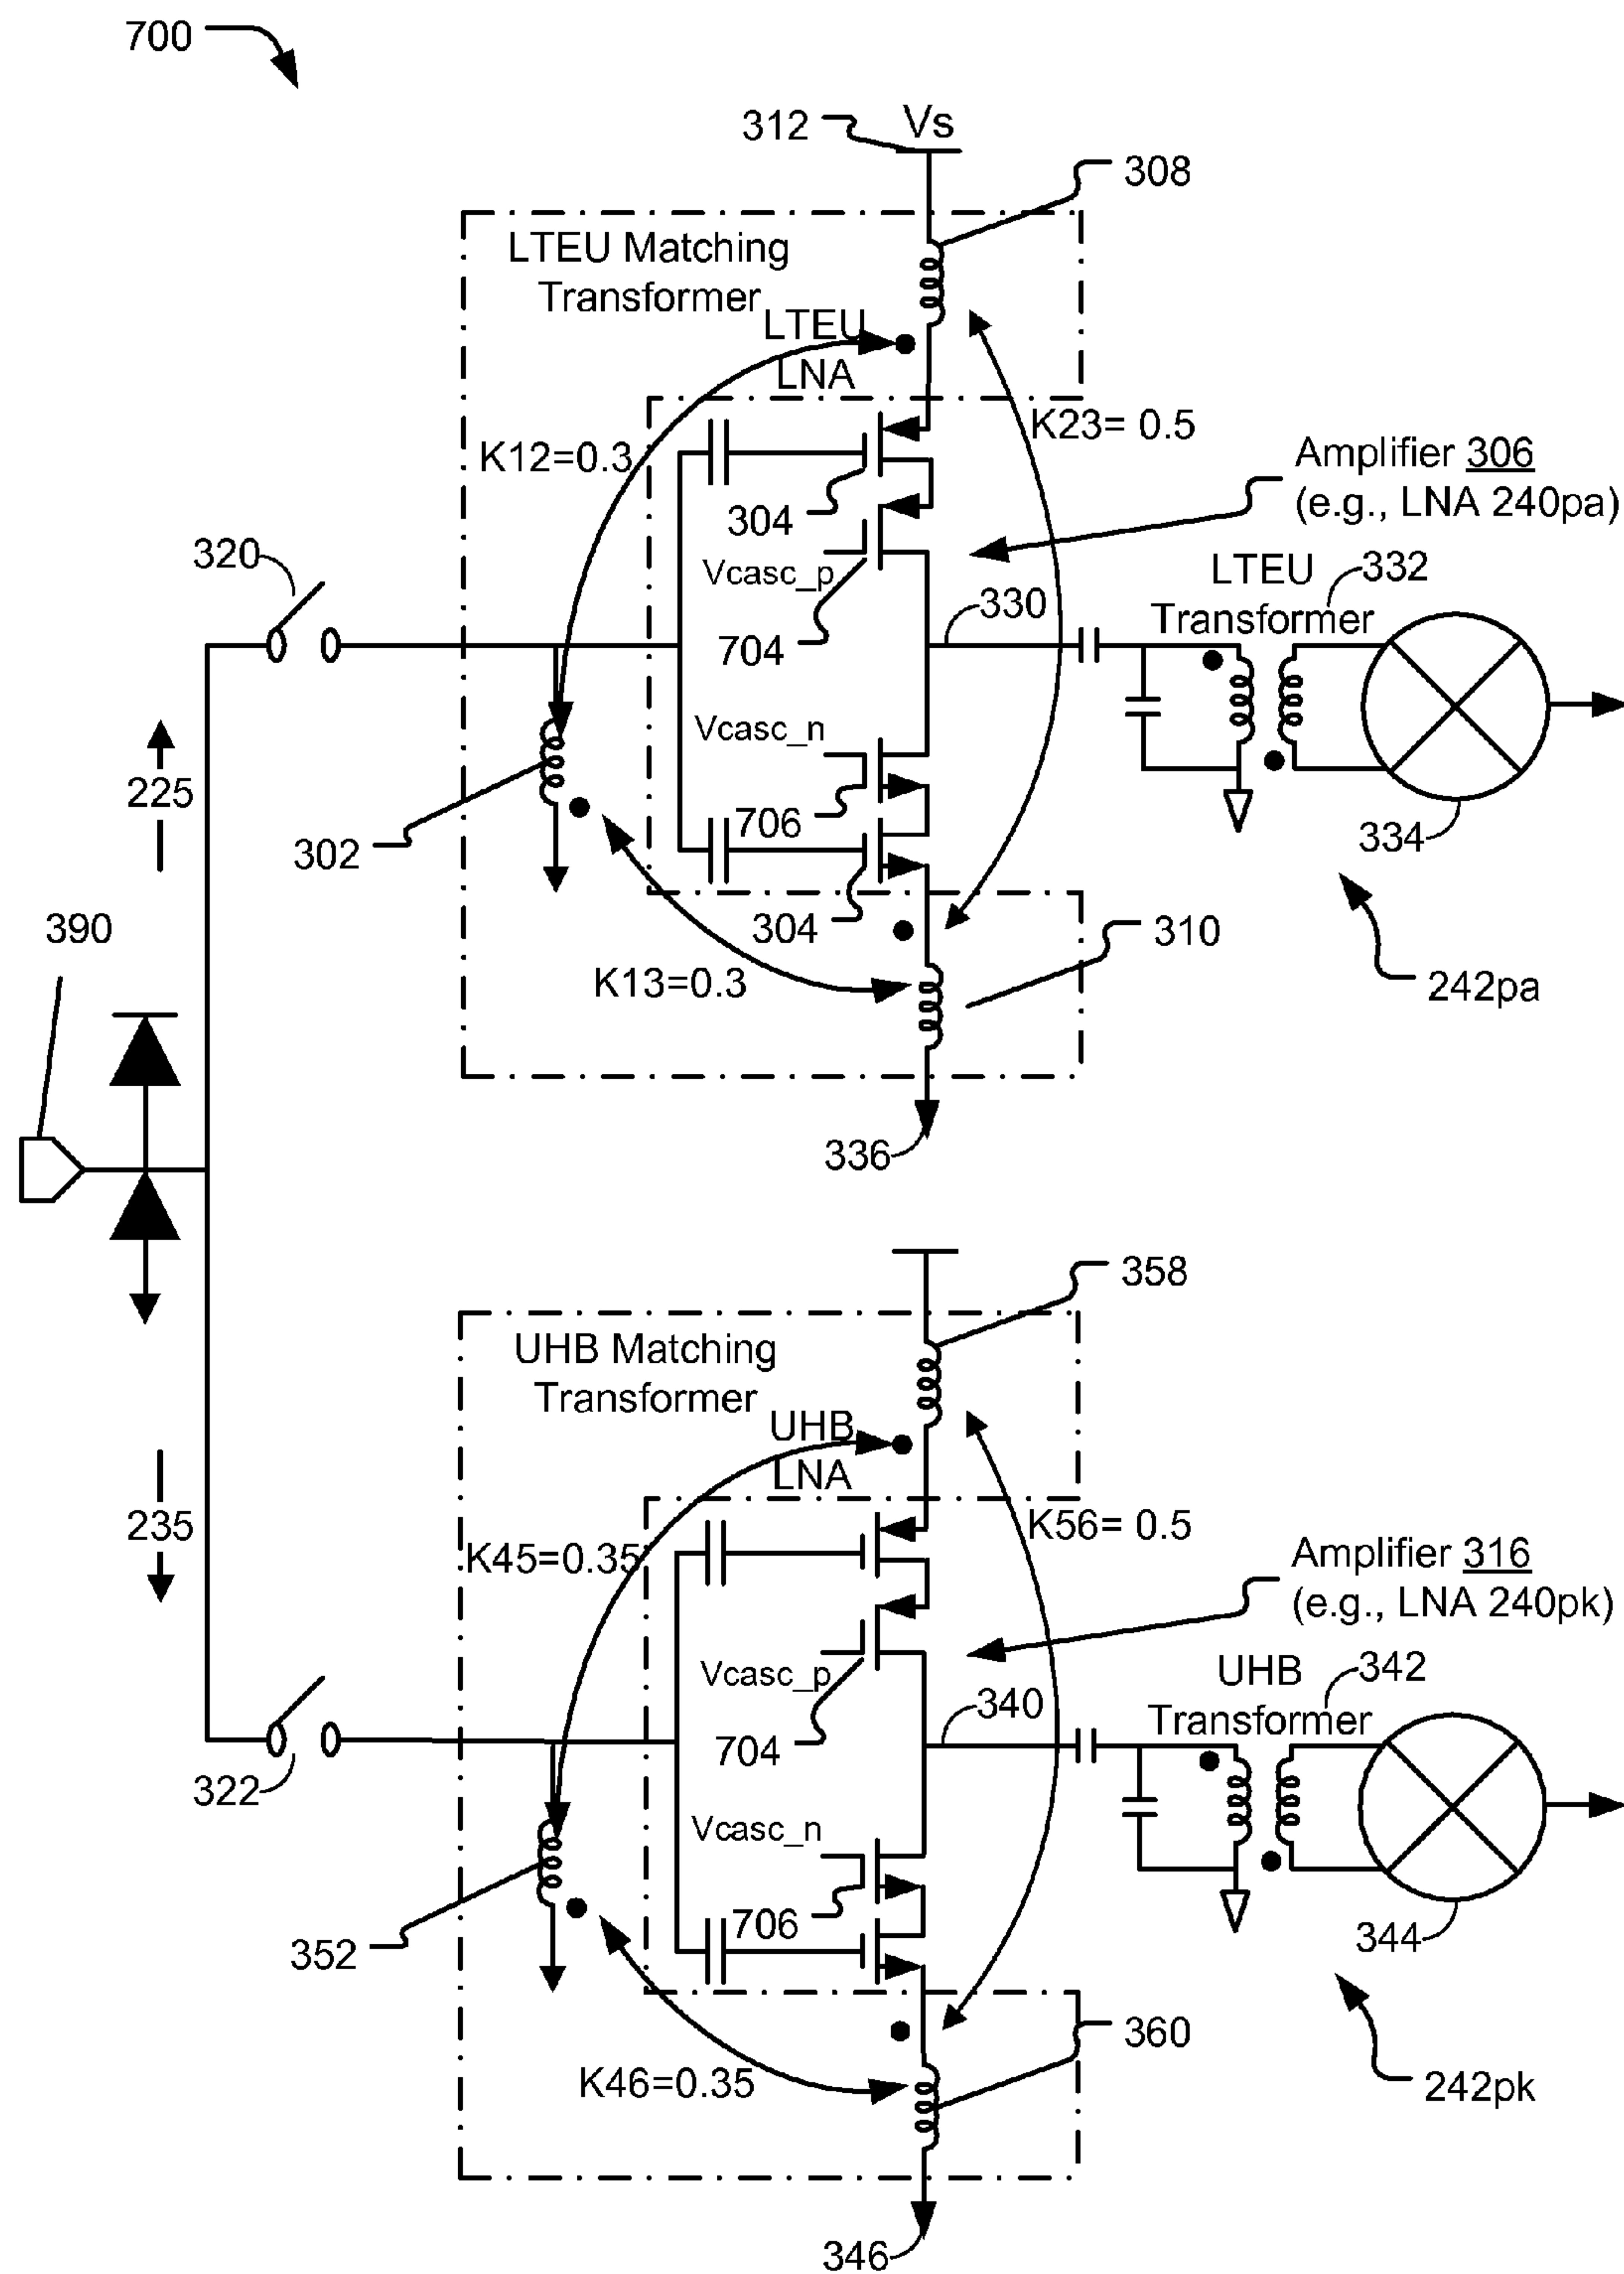 700
312
Vs
308
LTEU Matching
Transformer
LTEU
LNA
K12=0.3
K23= 0.5
304
Amplifier 306
(e.g., LNA 240pa)
320
Vcasc_p
704
330
LTEU
Transformer
332
Vcasc_n
225
706
302
334
304
310
390
K13=0.3
242pa
336
358
UHB Matching
Transformer
UHB
LNA
235
K45=0.35
K56= 0.5
Amplifier 316
(e.g., LNA 240pk)
Vcasc_p
704
340
UHB
Transformer
342
322
Vcasc_n
706
352
344
360
K46=0.35
242pk
346